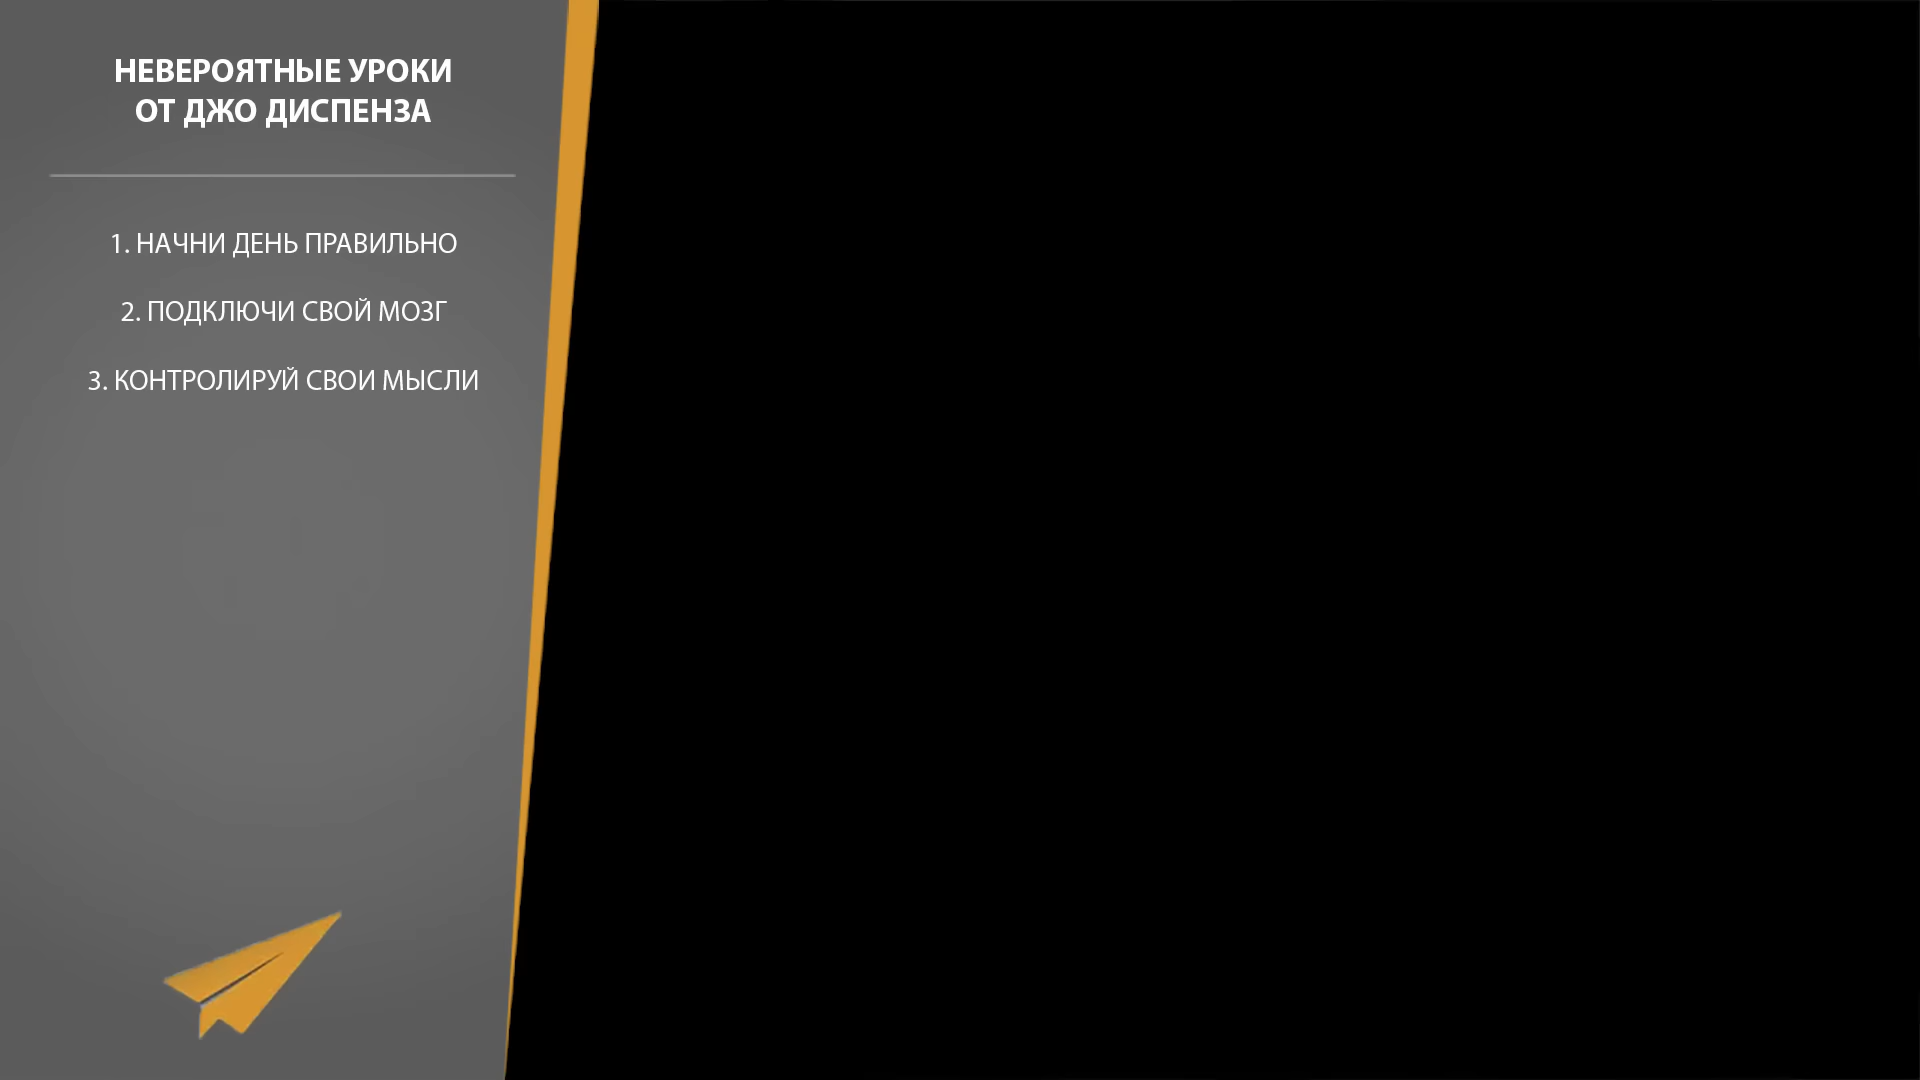 НЕВЕРОЯТНЫЕ УРОКИ
ОТ ДЖО ДИСПЕНЗА
1. НАЧНИ ДЕНЬ ПРАВИЛЬНО
2. ПОДКЛЮЧИ СВОЙ МОЗГ
3. КОНТРОЛИРУЙ СВОИ МЫСЛИ